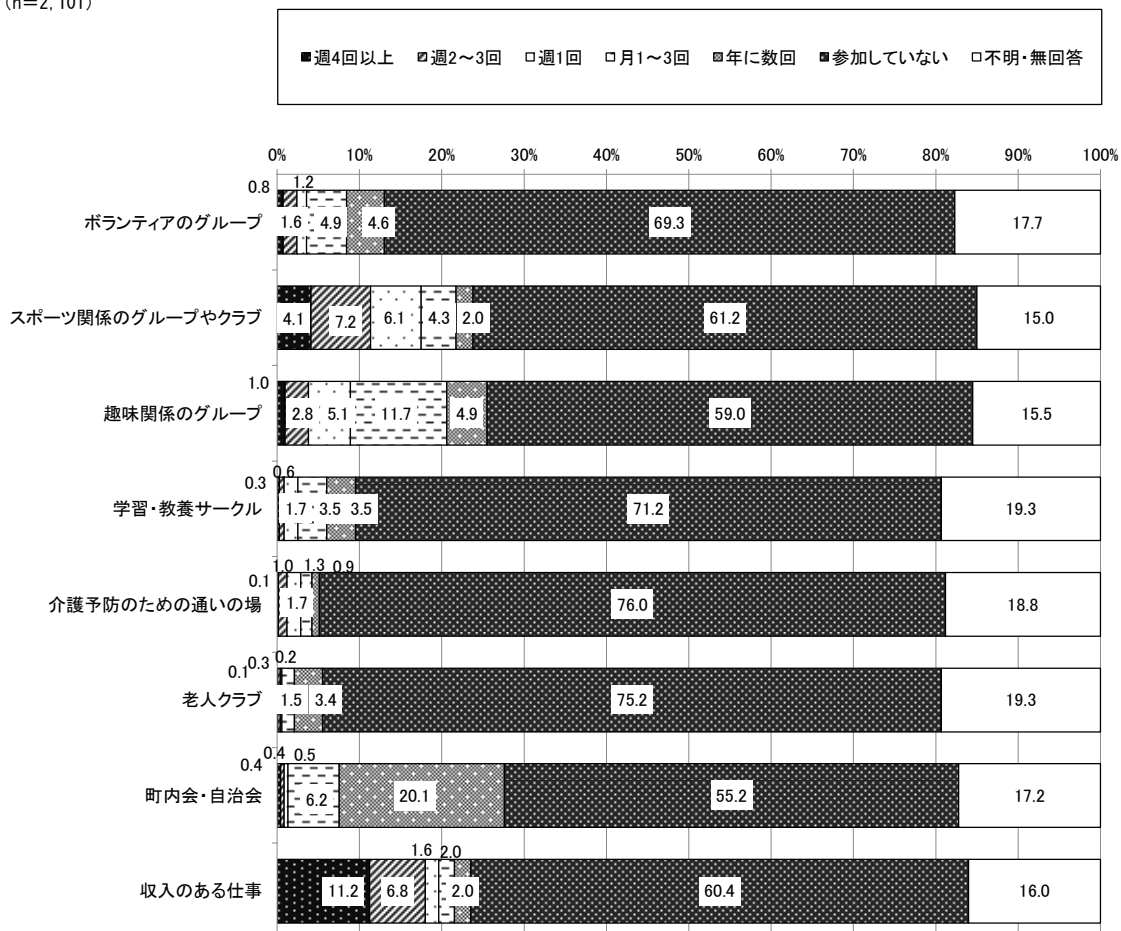 (n=2,101)
■週4回以上 週2～3回 □週1回 月1～3回 年に数回 参加していない □不明・無回答
0% 10% 20% 30% 40% 50% 60% 70% 80% 90% 100%
0.8 1.2
ボランティアのグループ 1.6 4.9 4.6 69.3 17.7
スポーツ関係のグループやクラブ 4.1 7.2 6.1 4.3 2.0 61.2 15.0
1.0
趣味関係のグループ 2.8 5.1 11.7 4.9 59.0 15.5
0.3 0.6
学習・教養サークル 1.7 3.5 3.5 71.2 19.3
0.1 1.0 1.3 0.9
介護予防のための通いの場 1.7 76.0 18.8
0.1 0.3 0.2
老人クラブ 1.5 3.4 75.2 19.3
0.4 0.4 0.5
町内会・自治会 6.2 20.1 55.2 17.2
1.6 2.0
収入のある仕事 11.2 6.8 2.0 60.4 16.0